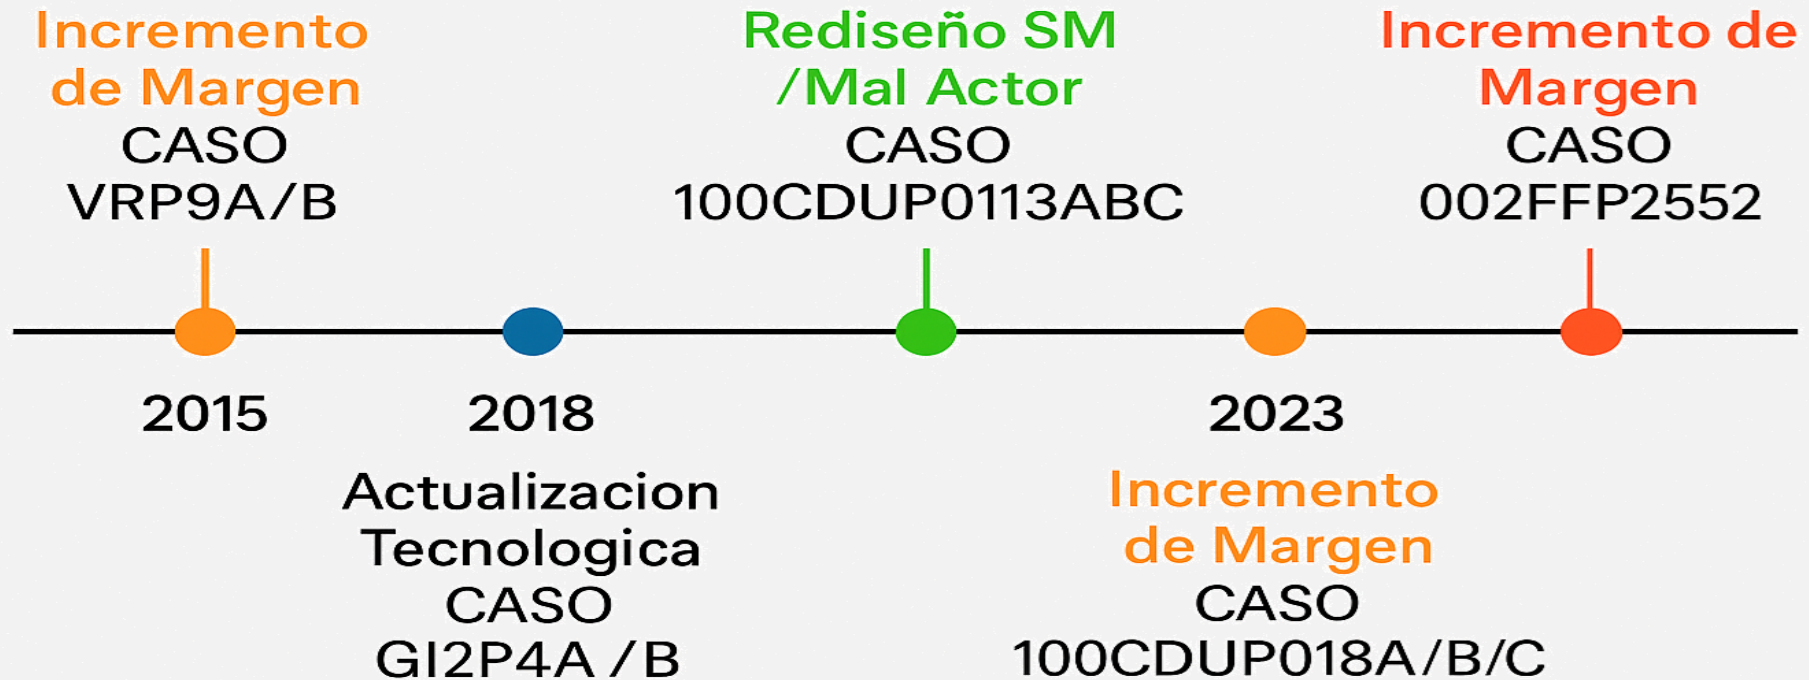 Incremento
de Margen
CASO
VRP9A/B
Rediseño SM
/Mal Actor
CASO
100CDUP0113ABC
Incremento de
Margen
CASO
002FFP2552
2015
2018
2023
Actualizacion
Tecnologica
CASO
GI2P4A / B
Incremento
de Margen
CASO
100CDUP018A/B/C